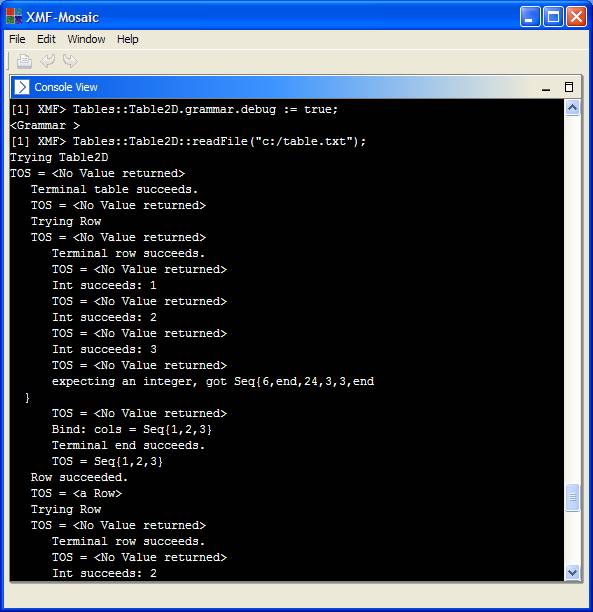 XMF-Mosaic
File Edit Window Help
Console View
[1] XMF> Tables::Table2D.grammar.debug := true;
<Grammar >
[1] XMF> Tables::Table2D::readFile("c:/table.txt");
Trying Table2D
TOS = <No Value returned>
Terminal table succeeds.
TOS = <No Value returned>
Trying Row
TOS = <No Value returned>
Terminal row succeeds.
TOS = <No Value returned>
Int succeeds: 1
TOS = <No Value returned>
Int succeeds: 2
TOS = <No Value returned>
Int succeeds: 3
TOS = <No Value returned>
expecting an integer, got Seq{6,end,24,3,3,end
}
TOS = <No Value returned>
Bind: cols = Seq{1,2,3}
Terminal end succeeds.
TOS = Seq{1,2,3}
Row succeeded.
TOS = <a Row>
Trying Row
TOS = <No Value returned>
Terminal row succeeds.
TOS = <No Value returned>
Int succeeds: 2